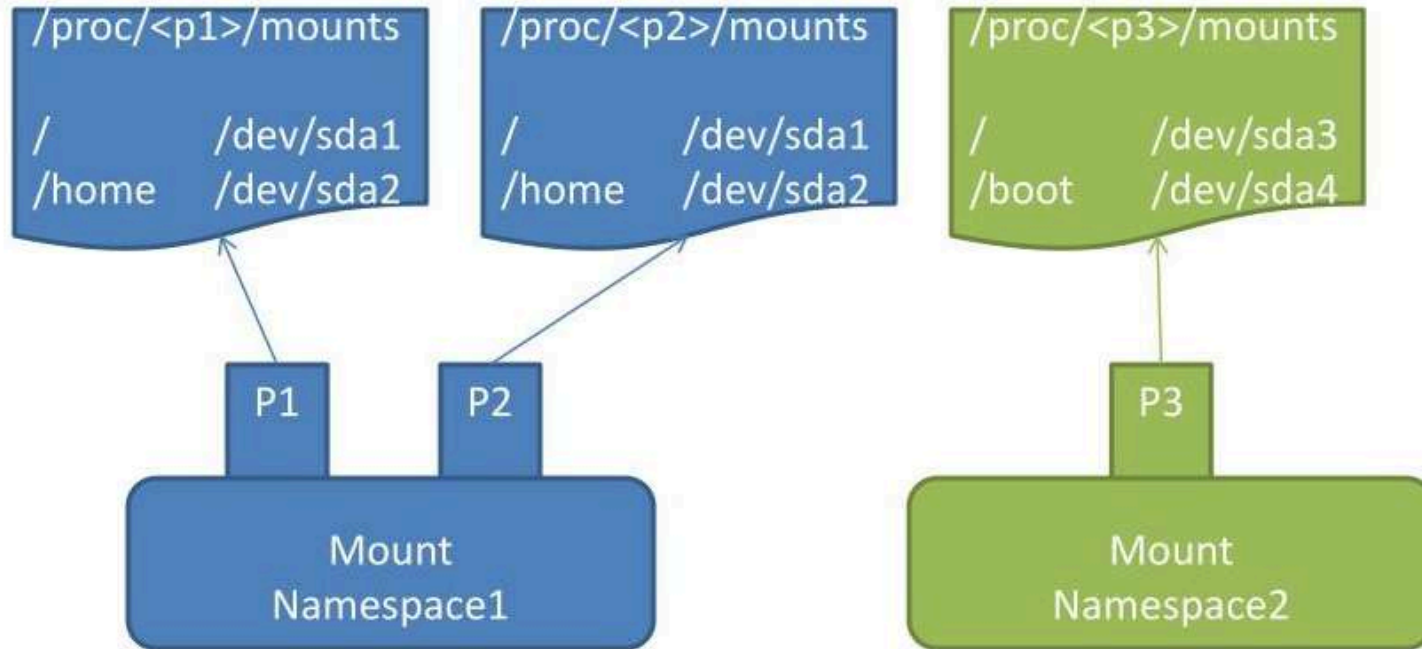 /proc/<p1>/mounts
/ /dev/sda1
/home /dev/sda2
/proc/<p2>/mounts
/ /dev/sda1
/home /dev/sda2
/proc/<p3>/mounts
/ /dev/sda3
/boot /dev/sda4
P1
P2
P3
Mount
Namespace1
Mount
Namespace2